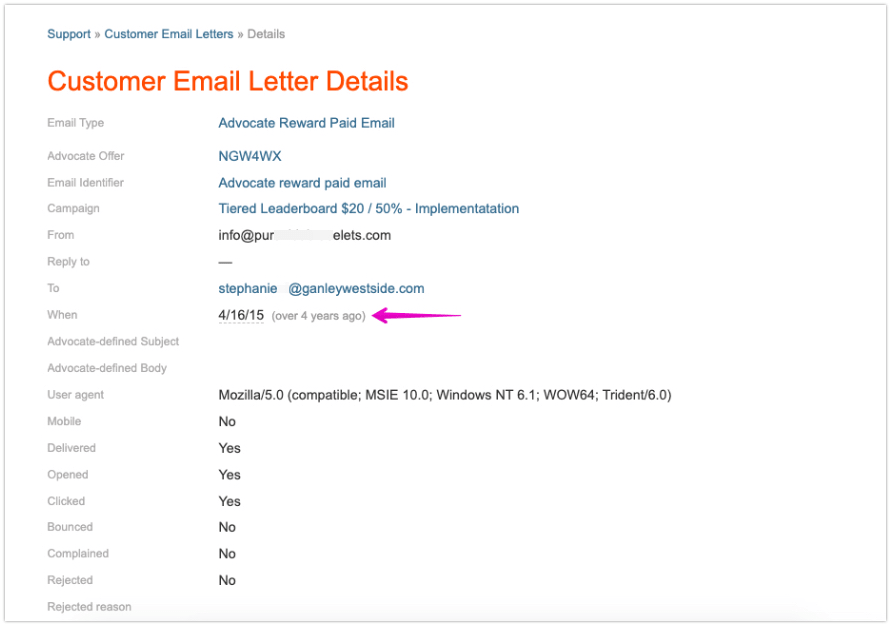 Support » Customer Email Letters » Details
Customer Email Letter Details
Email Type Advocate Reward Paid Email
Advocate Offer NGW4WX
Email Identifier Advocate reward paid email
Campaign Tiered Leaderboard $20 / 50% - Implementatation
From info@pur elets.com
Reply to —
To stephanie @ganleywestside.com
When 4/16/15 (over 4 years ago)
Advocate-defined Subject
Advocate-defined Body
User agent Mozilla/5.0 (compatible; MSIE 10.0; Windows NT 6.1; WOW64; Trident/6.0)
Mobile No
Delivered Yes
Opened Yes
Clicked Yes
Bounced No
Complained No
Rejected No
Rejected reason